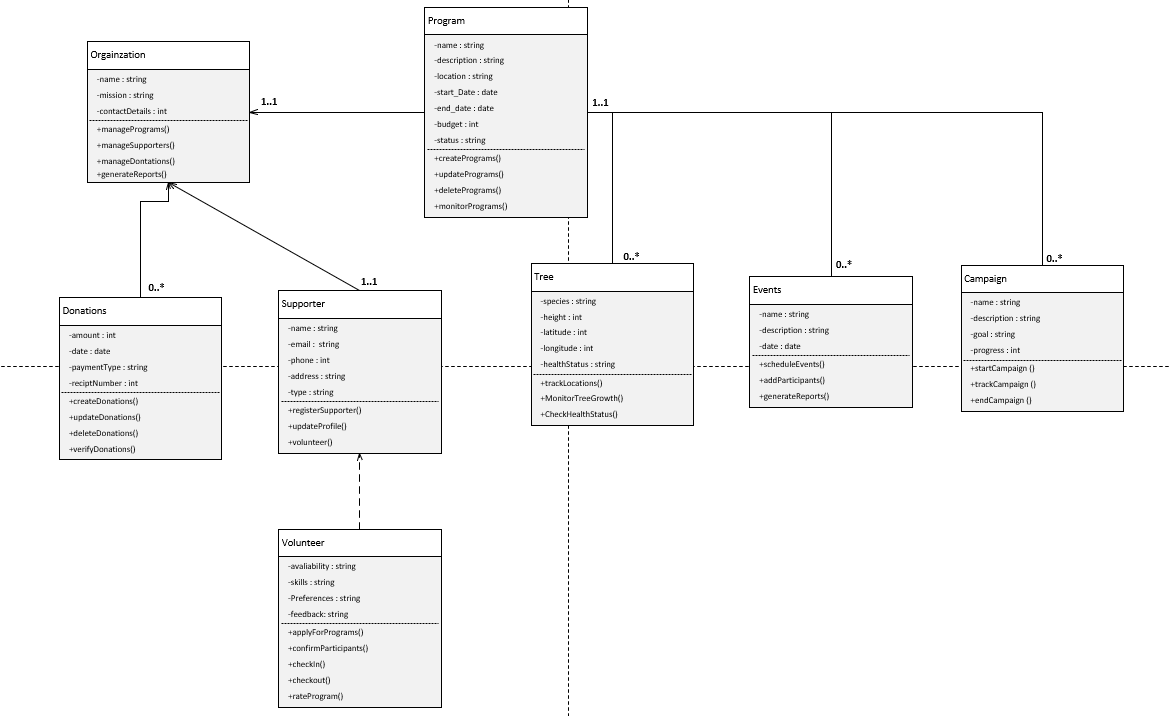 Program
-name : string
-description : string
-location : string
-start_Date : date
-end_date : date
-budget : int
-status : string
+createPrograms()
+updatePrograms()
+deletePrograms()
+monitorPrograms()
Orgainzation
-name : string
-mission : string
-contactDetails : int
+managePrograms()
+manageSupporters()
+manageDontations()
+generateReports()
1..1
1..1
0..*
1..1
0..*
0..*
0..*
Donations
-amount : int
-date : date
-paymentType : string
-reciptNumber : int
+createDonations()
+updateDonations()
+deleteDonations()
+verifyDonations()
Supporter
-name : string
-email :  string
-phone : int
-address : string
-type : string
+registerSupporter()
+updateProfile()
+volunteer()
Tree
-species : string
-height : int
-latitude : int
-longitude : int
-healthStatus : string
+trackLocations()
+MonitorTreeGrowth()
+CheckHealthStatus()
Events
-name : string
-description : string
-date : date
+scheduleEvents()
+addParticipants()
+generateReports()
Campaign
-name : string
-description : string
-goal : string
-progress : int
+startCampaign ()
+trackCampaign ()
+endCampaign ()
Volunteer
-avaliability : string
-skills : string
-Preferences : string
-feedback: string
+applyForPrograms()
+confirmParticipants()
+checkIn()
+checkout()
+rateProgram()